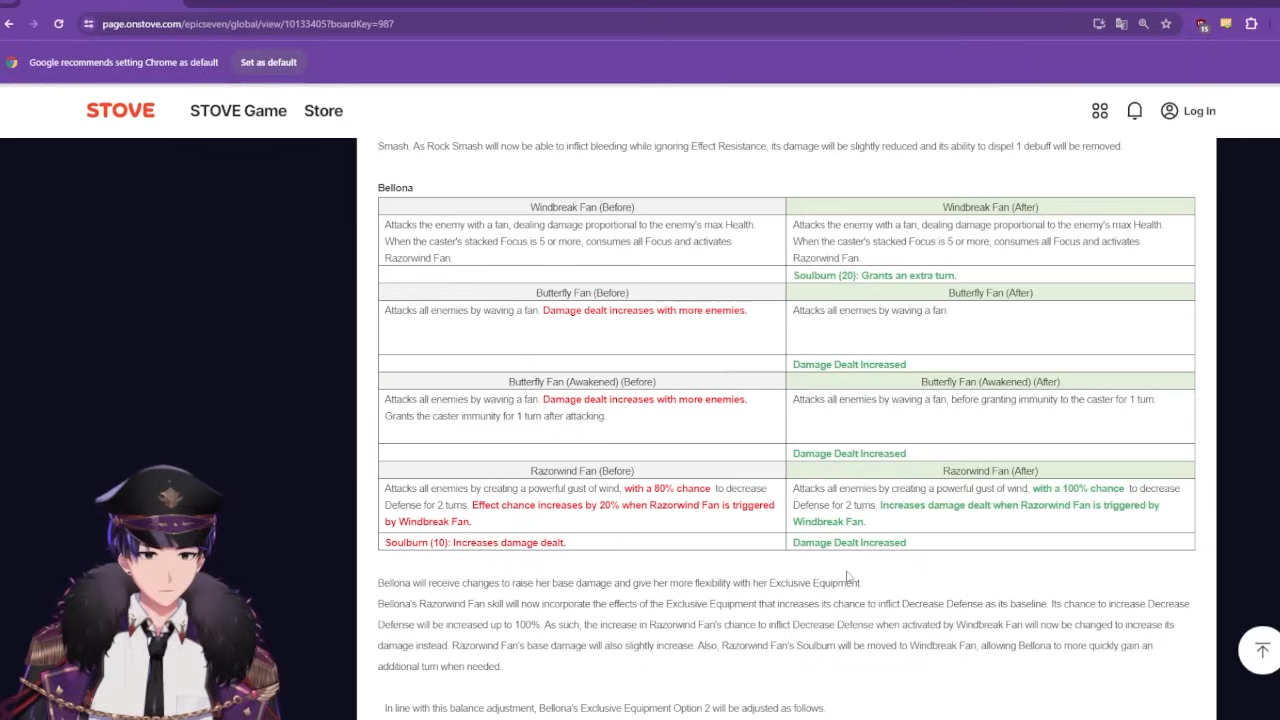 page.onstove.com/epicseven/global/view/10133405?boardKey=987
15
Google recommends setting Chrome as default
Set as default
STOVE
STOVE Game
Store
Log In
Smash. As Rock Smash will now be able to inflict bleeding while ignoring Effect Resistance, its damage will be slightly reduced and its ability to dispel 1 debuff will be removed.
Bellona
Windbreak Fan (Before)
Windbreak Fan (After)
Attacks the enemy with a fan, dealing damage proportional to the enemy's max Health.
When the caster's stacked Focus is 5 or more, consumes all Focus and activates
Razorwind Fan.
Attacks the enemy with a fan, dealing damage proportional to the enemy's max Health.
When the caster's stacked Focus is 5 or more, consumes all Focus and activates
Razorwind Fan.
Soulburn (20): Grants an extra turn.
Butterfly Fan (Before)
Butterfly Fan (After)
Attacks all enemies by waving a fan. Damage dealt increases with more enemies.
Attacks all enemies by waving a fan.
Damage Dealt Increased
Butterfly Fan (Awakened) (Before)
Butterfly Fan (Awakened) (After)
Attacks all enemies by waving a fan. Damage dealt increases with more enemies.
Grants the caster immunity for 1 turn after attacking.
Attacks all enemies by waving a fan, before granting immunity to the caster for 1 turn.
Damage Dealt Increased
Razorwind Fan (Before)
Razorwind Fan (After)
Attacks all enemies by creating a powerful gust of wind, with a 80% chance to decrease
Defense for 2 turns. Effect chance increases by 20% when Razorwind Fan is triggered
by Windbreak Fan.
Attacks all enemies by creating a powerful gust of wind, with a 100% chance to decrease
Defense for 2 turns. Increases damage dealt when Razorwind Fan is triggered by
Windbreak Fan.
Soulburn (10): Increases damage dealt.
Damage Dealt Increased
Bellona will receive changes to raise her base damage and give her more flexibility with her Exclusive Equipment.
Bellona's Razorwind Fan skill will now incorporate the effects of the Exclusive Equipment that increases its chance to inflict Decrease Defense as its baseline. Its chance to increase Decrease
Defense will be increased up to 100%. As such, the increase in Razorwind Fan's chance to inflict Decrease Defense when activated by Windbreak Fan will now be changed to increase its
damage instead. Razorwind Fan's base damage will also slightly increase. Also, Razorwind Fan's Soulburn will be moved to Windbreak Fan, allowing Bellona to more quickly gain an
additional turn when needed.
In line with this balance adjustment, Bellona's Exclusive Equipment Option 2 will be adjusted as follows.